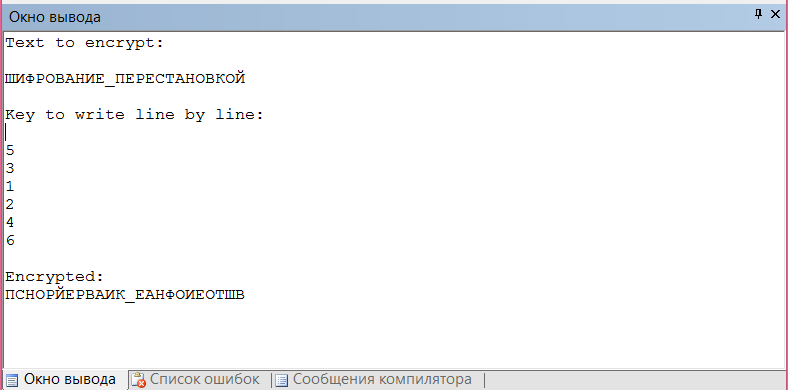 Окно вывода
Text to encrypt:
ШИФРОВАНИЕ_ПЕРЕСТАНОВКОЙ
Key to write line by line:
5
3
1
2
4
6
Encrypted:
ПСНОРЙЕРВАИК_ЕАНФОИЕОТШВ
Окно вывода Список ошибок Сообщения компилятора